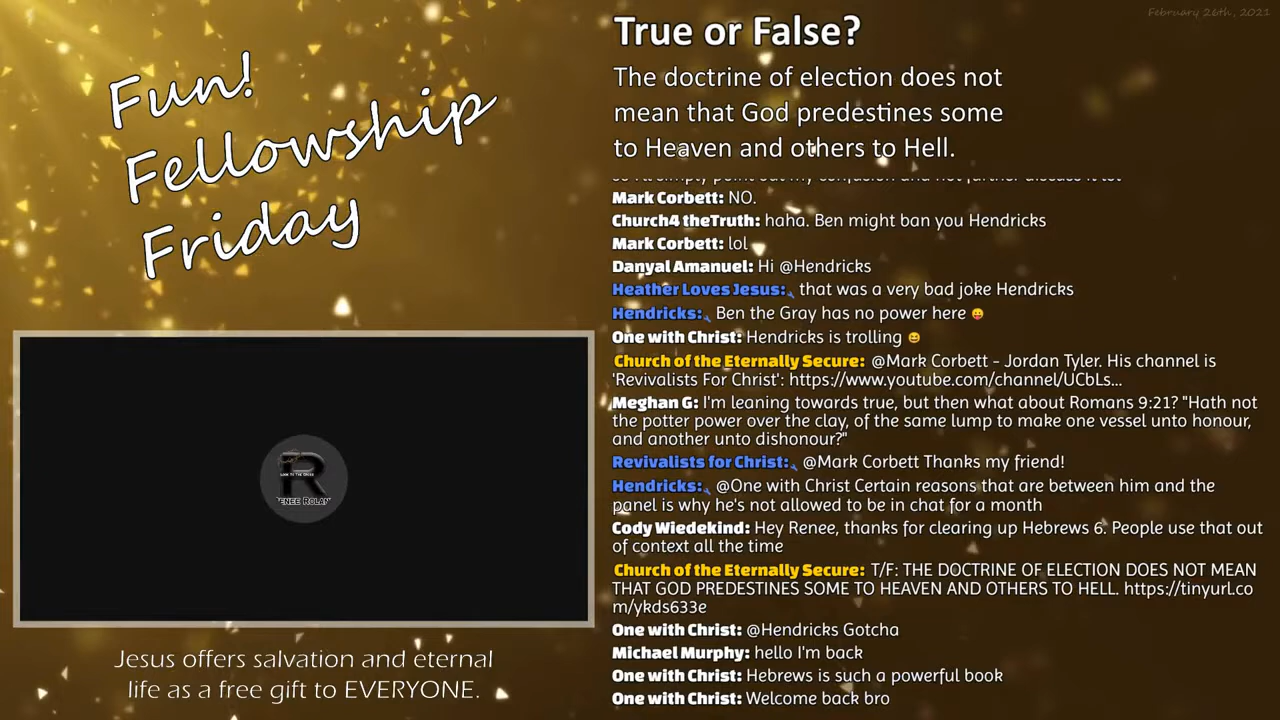 February 26th, 2021
Fun!
Fellowship
Friday
True or False?
The doctrine of election does not
mean that God predestines some
to Heaven and others to Hell.
Mark Corbett: NO.
Church4 theTruth: haha. Ben might ban you Hendricks
Mark Corbett: lol
Danyal Amanuel: Hi @Hendricks
Heather Loves Jesus: that was a very bad joke Hendricks
Hendricks: Ben the Gray has no power here 😛
One with Christ: Hendricks is trolling 😆
Church of the Eternally Secure: @Mark Corbett - Jordan Tyler. His channel is
'Revivalists For Christ': https://www.youtube.com/channel/UCbLs...
Meghan G: I'm leaning towards true, but then what about Romans 9:21? "Hath not
the potter power over the clay, of the same lump to make one vessel unto honour,
and another unto dishonour?"
Revivalists for Christ: @Mark Corbett Thanks my friend!
Hendricks: @One with Christ Certain reasons that are between him and the
panel is why he's not allowed to be in chat for a month
Cody Wiedekind: Hey Renee, thanks for clearing up Hebrews 6. People use that out
of context all the time
Church of the Eternally Secure: T/F: THE DOCTRINE OF ELECTION DOES NOT MEAN
THAT GOD PREDESTINES SOME TO HEAVEN AND OTHERS TO HELL. https://tinyurl.co
m/ykds633e
One with Christ: @Hendricks Gotcha
Michael Murphy: hello I'm back
One with Christ: Hebrews is such a powerful book
One with Christ: Welcome back bro
R
Jesus offers salvation and eternal
life as a free gift to EVERYONE.